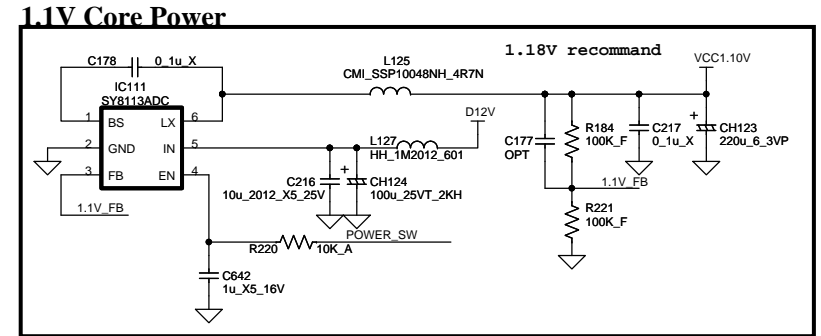 1.1V Core Power
1.18V recommand
C178 0_1u_X
IC111
SY8113ADC
1 BS LX 6
2 GND IN 5
3 FB EN 4
1.1V_FB
L125
CMI_SSP10048NH_4R7N
VCC1.10V
D12V
L127
HH_1M2012_601
C216
10u_2012_X5_25V
+
CH124
100u_25VT_2KH
C177
OPT
R184
100K_F
C217
0_1u_X
+
CH123
220u_6_3VP
1.1V_FB
R221
100K_F
POWER_SW
R220 10K_A
C642
1u_X5_16V